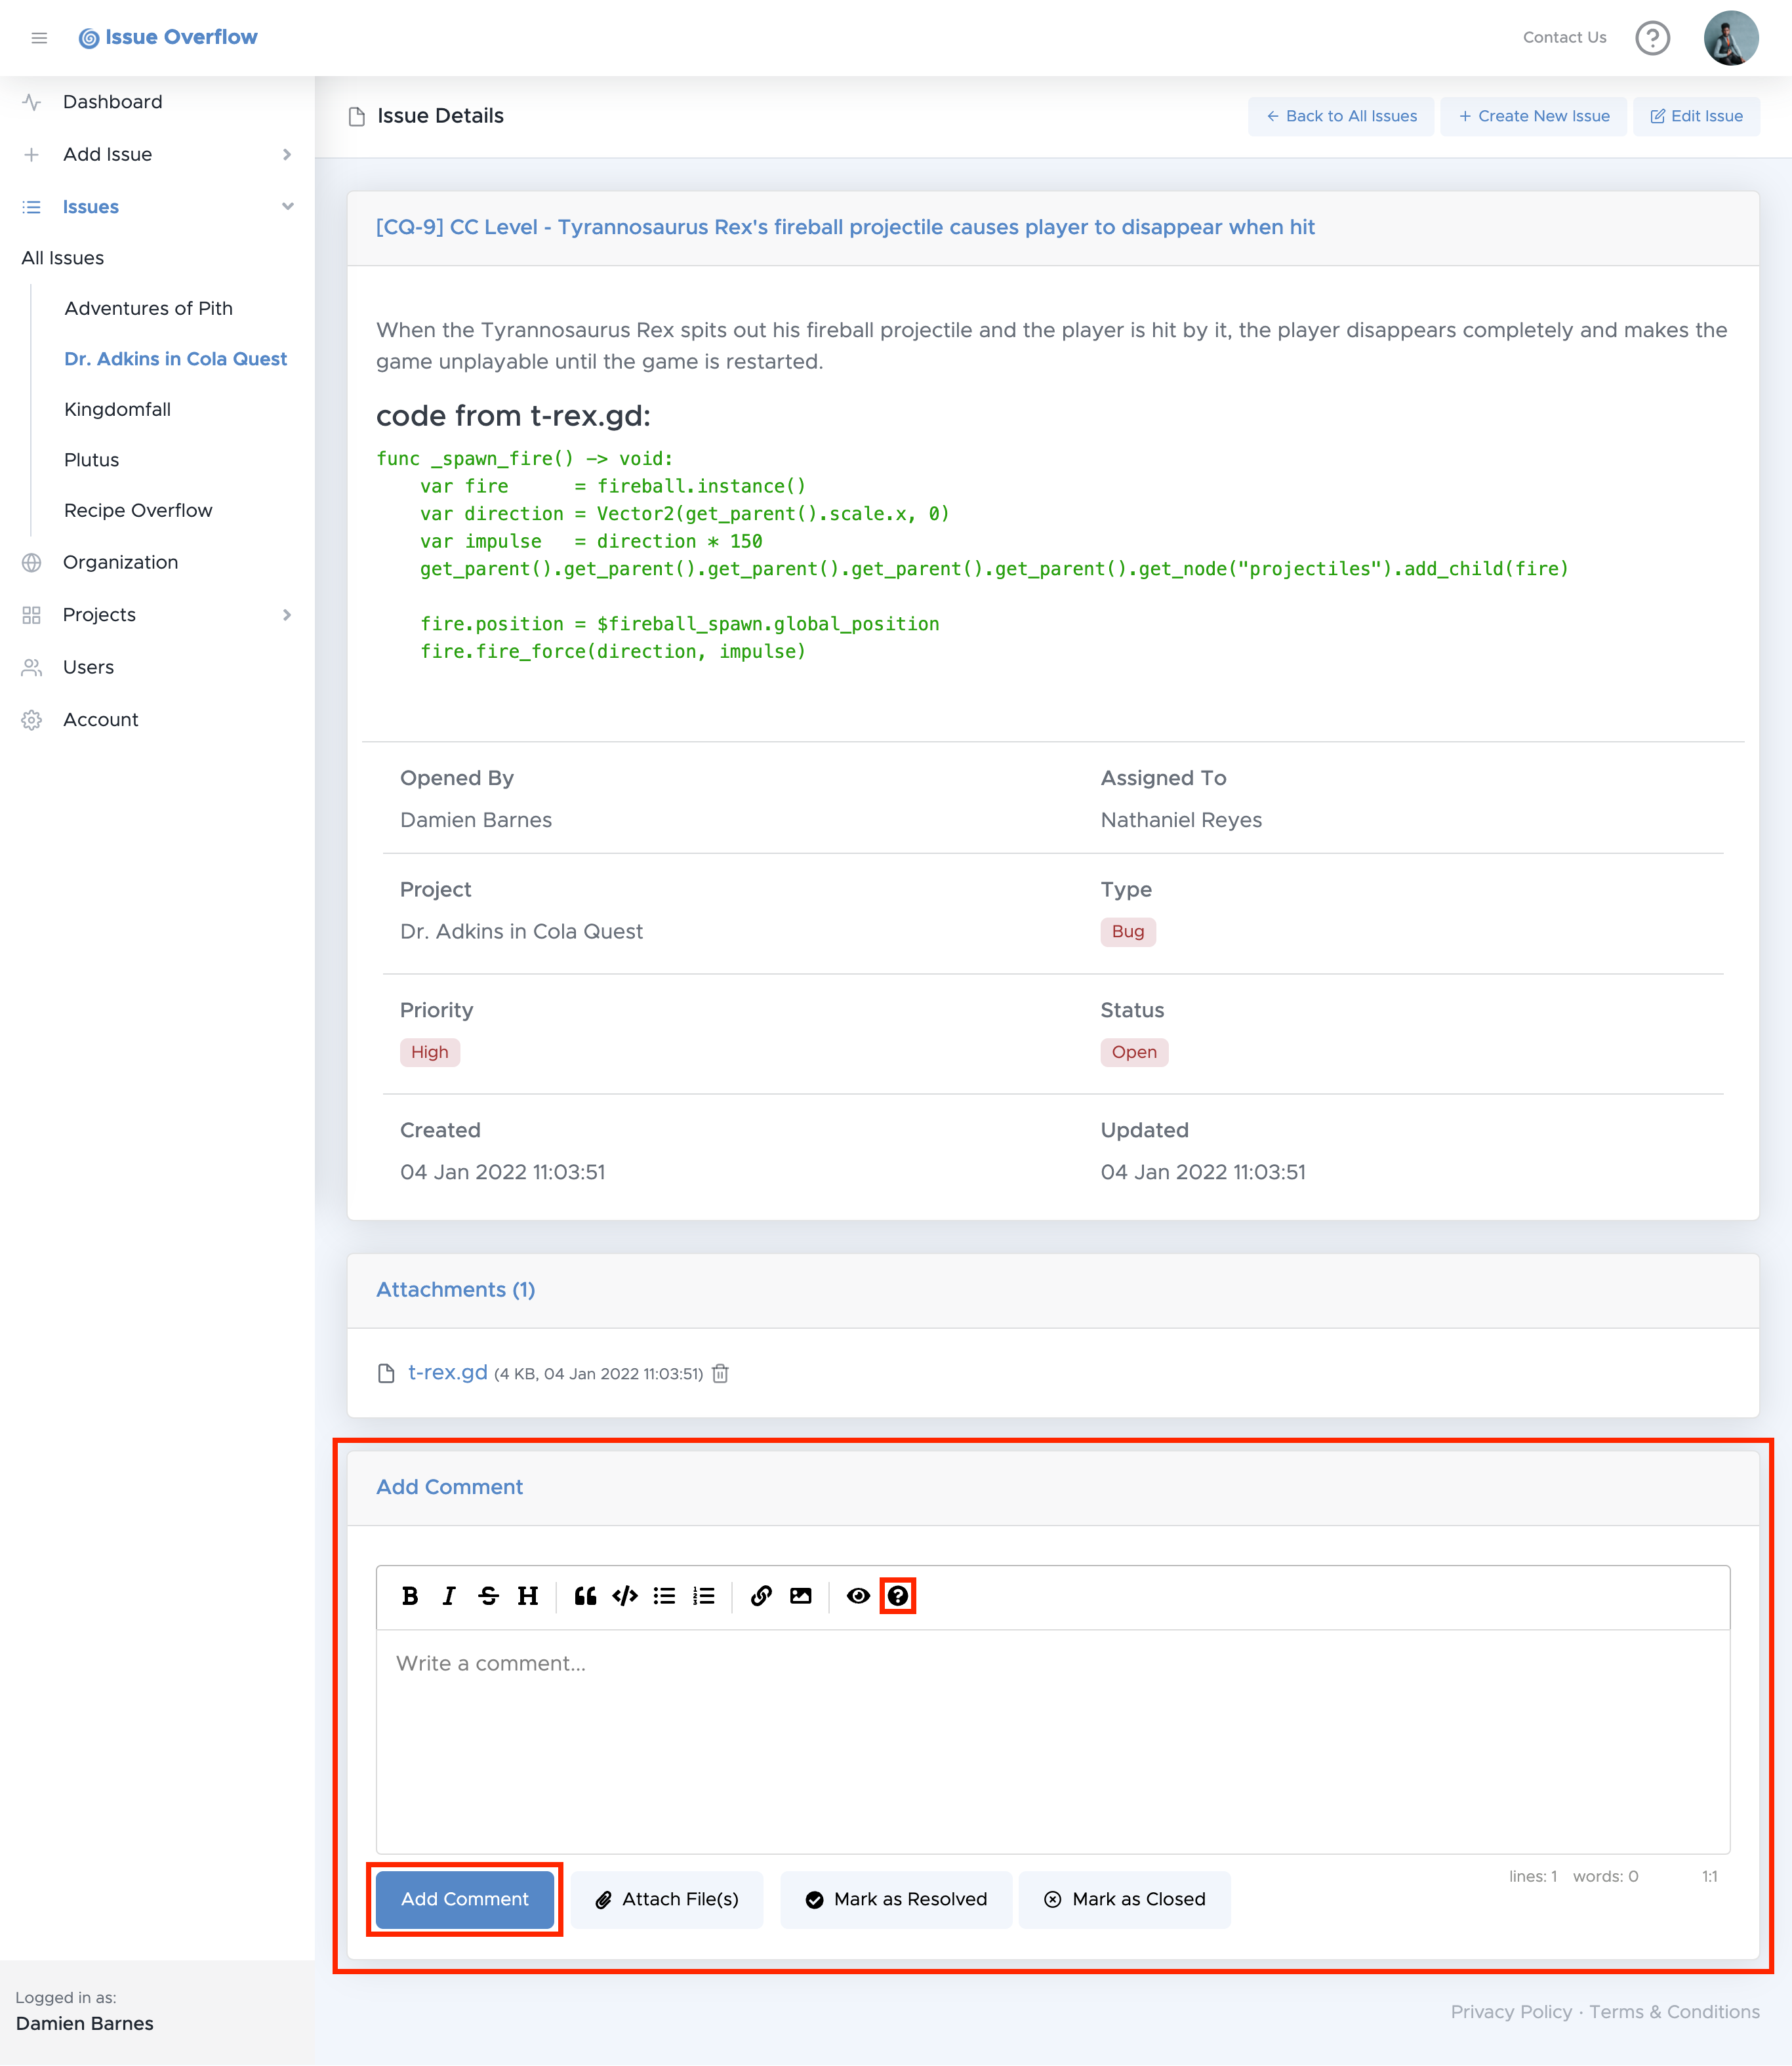 Issue Overflow
Contact Us
Dashboard
Add Issue
Issues
All Issues
Adventures of Pith
Dr. Adkins in Cola Quest
Kingdomfall
Plutus
Recipe Overflow
Organization
Projects
Users
Account
Logged in as:
Damien Barnes
Issue Details
Back to All Issues
Create New Issue
Edit Issue
[CQ-9] CC Level - Tyrannosaurus Rex's fireball projectile causes player to disappear when hit
When the Tyrannosaurus Rex spits out his fireball projectile and the player is hit by it, the player disappears completely and makes the
game unplayable until the game is restarted.
code from t-rex.gd:
func _spawn_fire() -> void:
    var fire      = fireball.instance()
    var direction = Vector2(get_parent().scale.x, 0)
    var impulse   = direction * 150
    get_parent().get_parent().get_parent().get_parent().get_parent().get_node("projectiles").add_child(fire)
    fire.position = $fireball_spawn.global_position
    fire.fire_force(direction, impulse)
Opened By
Damien Barnes
Assigned To
Nathaniel Reyes
Project
Dr. Adkins in Cola Quest
Type
Bug
Priority
High
Status
Open
Created
04 Jan 2022 11:03:51
Updated
04 Jan 2022 11:03:51
Attachments (1)
t-rex.gd (4 KB, 04 Jan 2022 11:03:51)
Add Comment
Write a comment...
lines: 1 words: 0 1:1
Add Comment
Attach File(s)
Mark as Resolved
Mark as Closed
Privacy Policy · Terms & Conditions